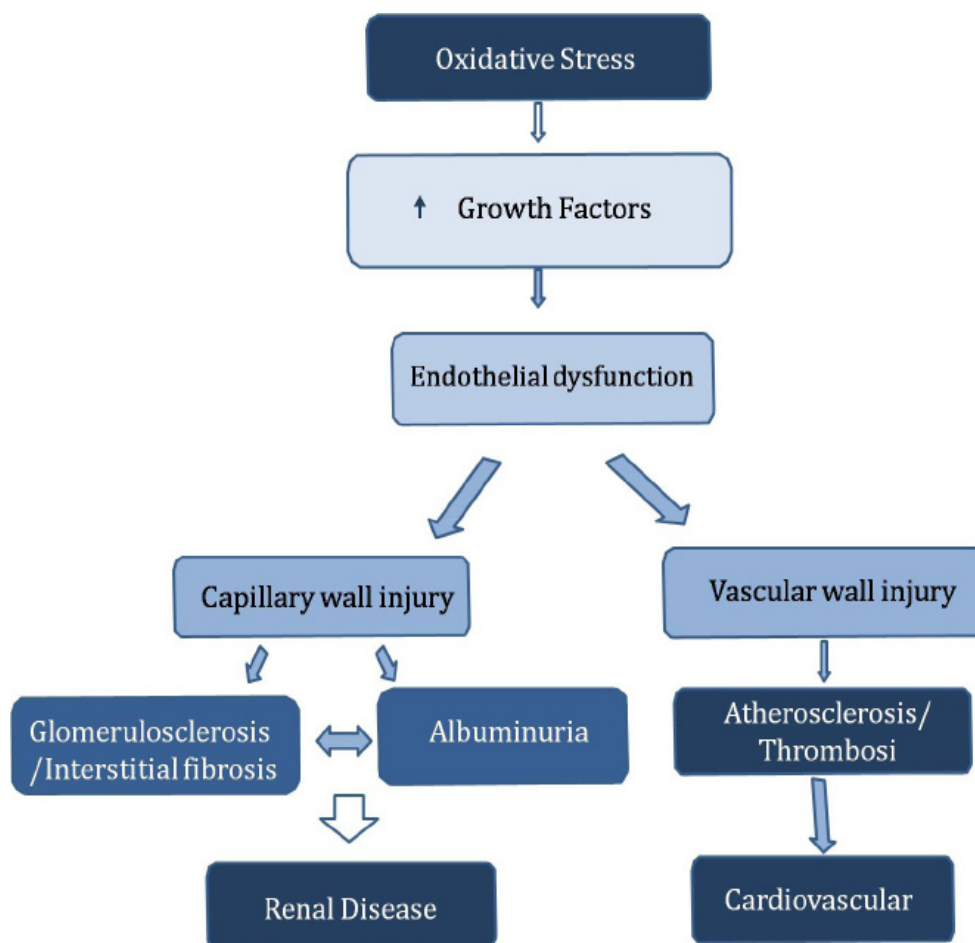 Oxidative Stress
Growth Factors
Endothelial dysfunction
Capillary wall injury
Vascular wall injury
Glomerulosclerosis
/Interstitial fibrosis
Albuminuria
Atherosclerosis/
Thrombosi
Renal Disease
Cardiovascular